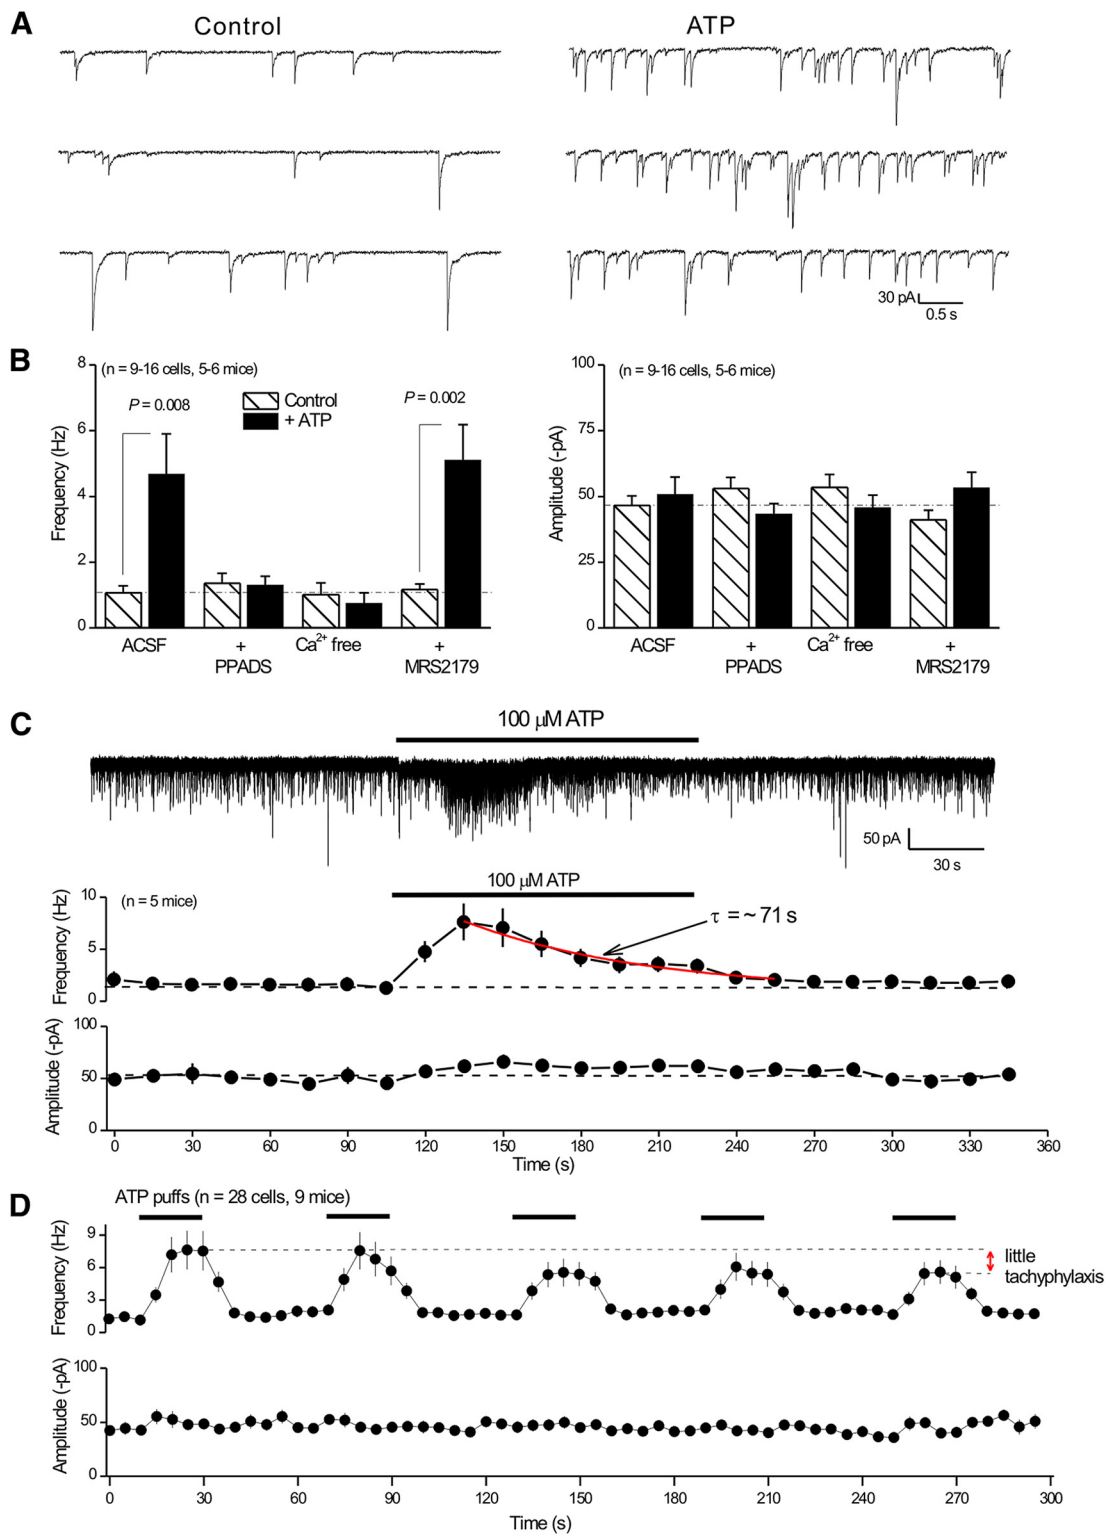 A
Control
ATP
30 pA
0.5 s
B
8
6
4
2
0
Frequency (Hz)
(n = 9-16 cells, 5-6 mice)
P = 0.008
Control
+ ATP
P = 0.002
ACSF
+
PPADS
Ca2+ free
+
MRS2179
100
75
50
25
0
Amplitude (-pA)
(n = 9-16 cells, 5-6 mice)
ACSF
+
PPADS
Ca2+ free
+
MRS2179
C
100 µM ATP
50 pA
30 s
100 µM ATP
(n = 5 mice)
τ = ~ 71 s
10
5
0
Frequency (Hz)
100
50
0
Amplitude (-pA)
0 30 60 90 120 150 180 210 240 270 300 330 360
Time (s)
D
ATP puffs (n = 28 cells, 9 mice)
9
6
3
0
Frequency (Hz)
little
tachyphylaxis
100
50
0
Amplitude (-pA)
0 30 60 90 120 150 180 210 240 270 300
Time (s)